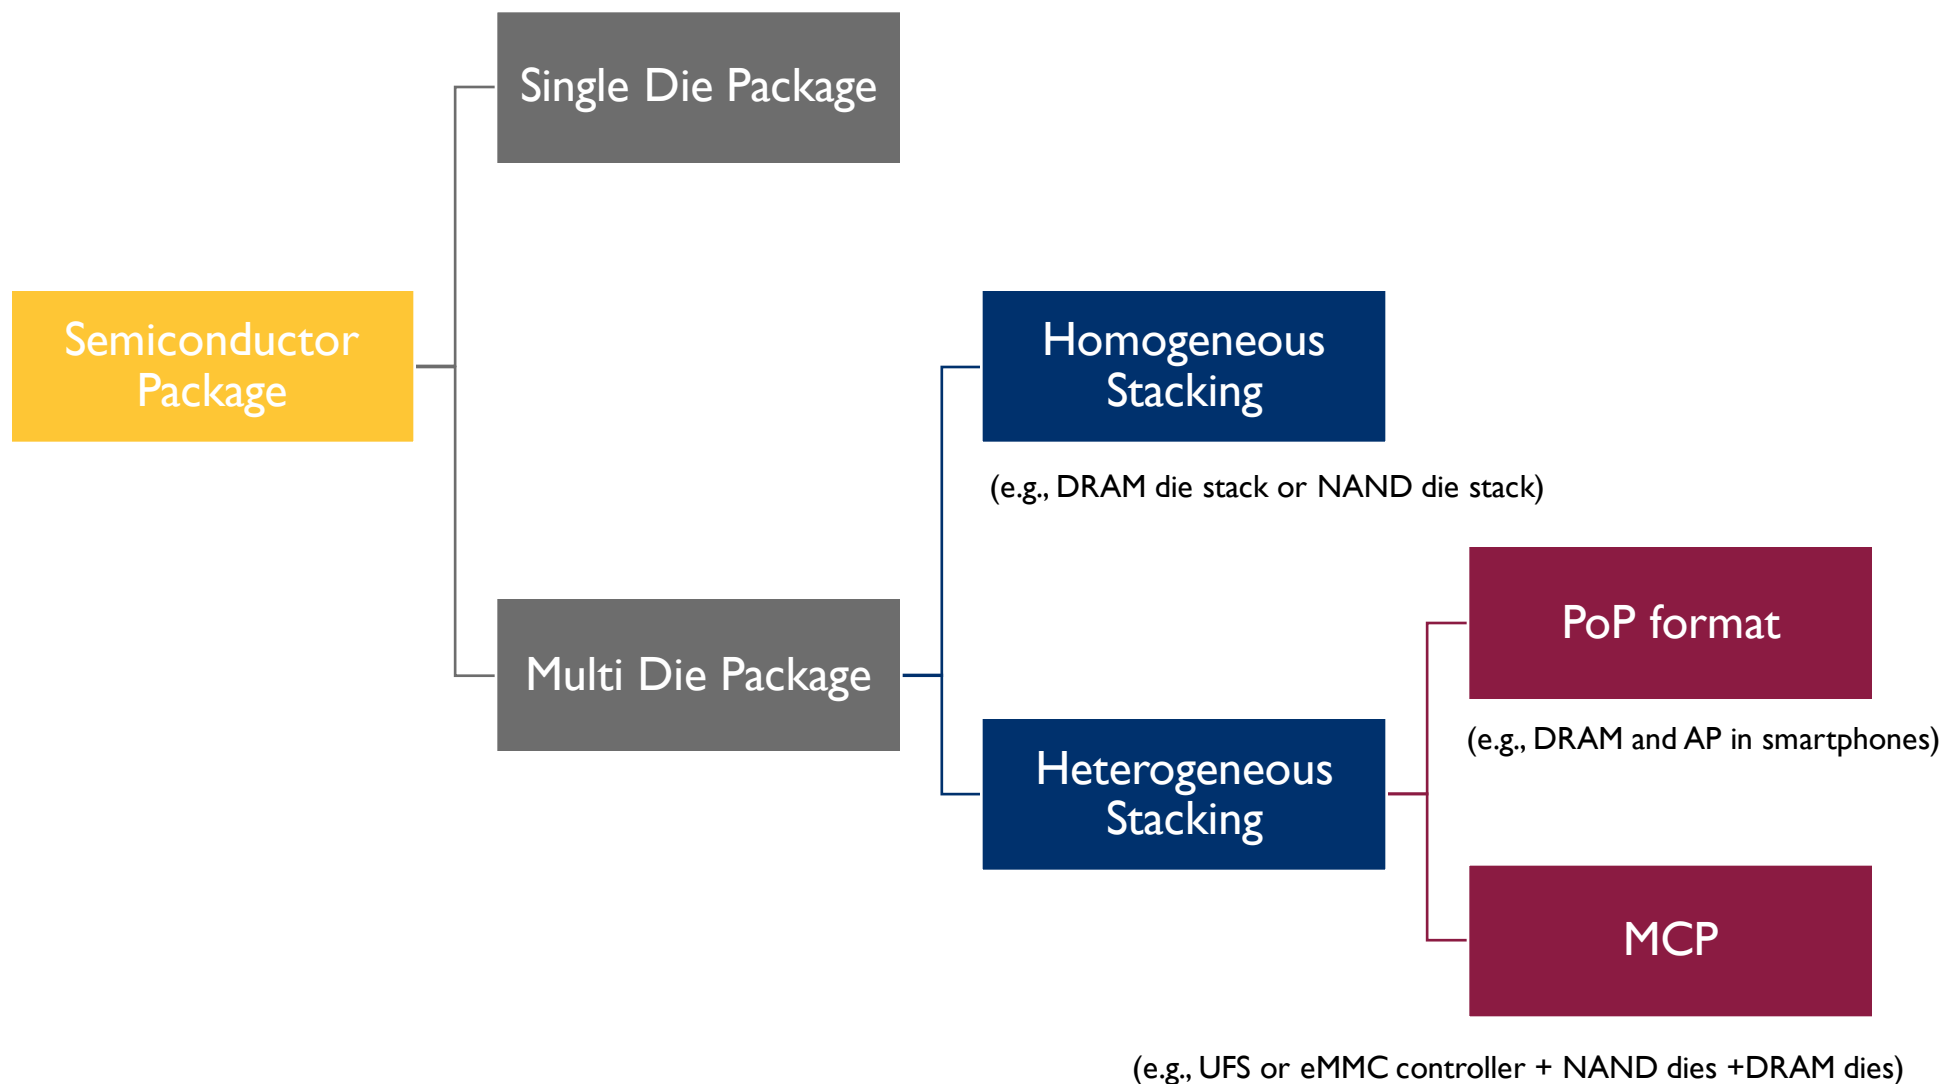 Single Die Package
Semiconductor
Package
Homogeneous
Stacking
(e.g., DRAM die stack or NAND die stack)
PoP format
Multi Die Package
(e.g., DRAM and AP in smartphones)
Heterogeneous
Stacking
MCP
(e.g., UFS or eMMC controller + NAND dies +DRAM dies)